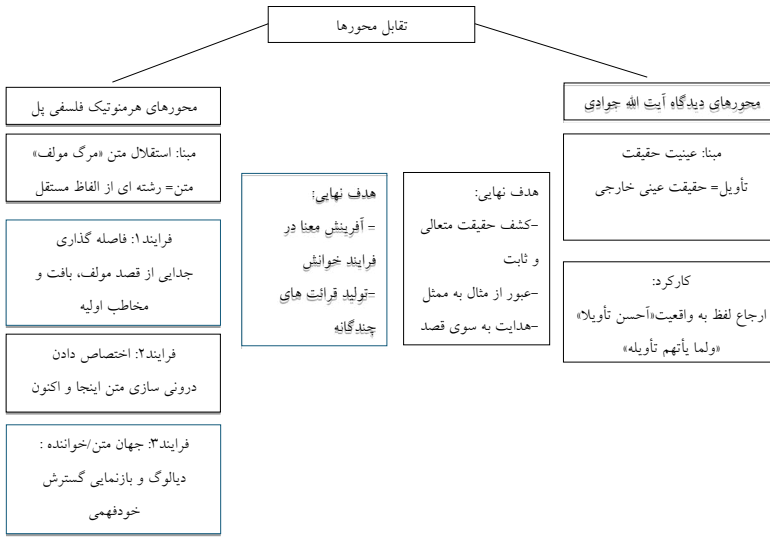 تقابل محورها
محورهای دیدگاه آیت الله جوادی
مبنا: عینیت حقیقت
تأویل= حقیقت عینی خارجی
کارکرد:
ارجاع لفظ به واقعیت«اَحسن تأویلا»
«ولما یأتهم تأویله»
هدف نهایی:
-کشف حقیقت متعالی
و ثابت
-عبور از مثال به ممثل
-هدایت به سوی قصد
هدف نهایی:
= آفرینش معنا در
فرایند خوانش
-تولید قرائت های
چندگانه
محورهای هرمنوتیک فلسفی پل
مبنا: استقلال متن «مرگ مولف»
متن= رشته ای از الفاظ مستقل
فرایند۱: فاصله گذاری
جدایی از قصد مولف، بافت و
مخاطب اولیه
فرایند۲: اختصاص دادن
درونی سازی متن اینجا و اکنون
فرایند۳: جهان متن/خواننده :
دیالوگ و بازنمایی گسترش
خودفهمی